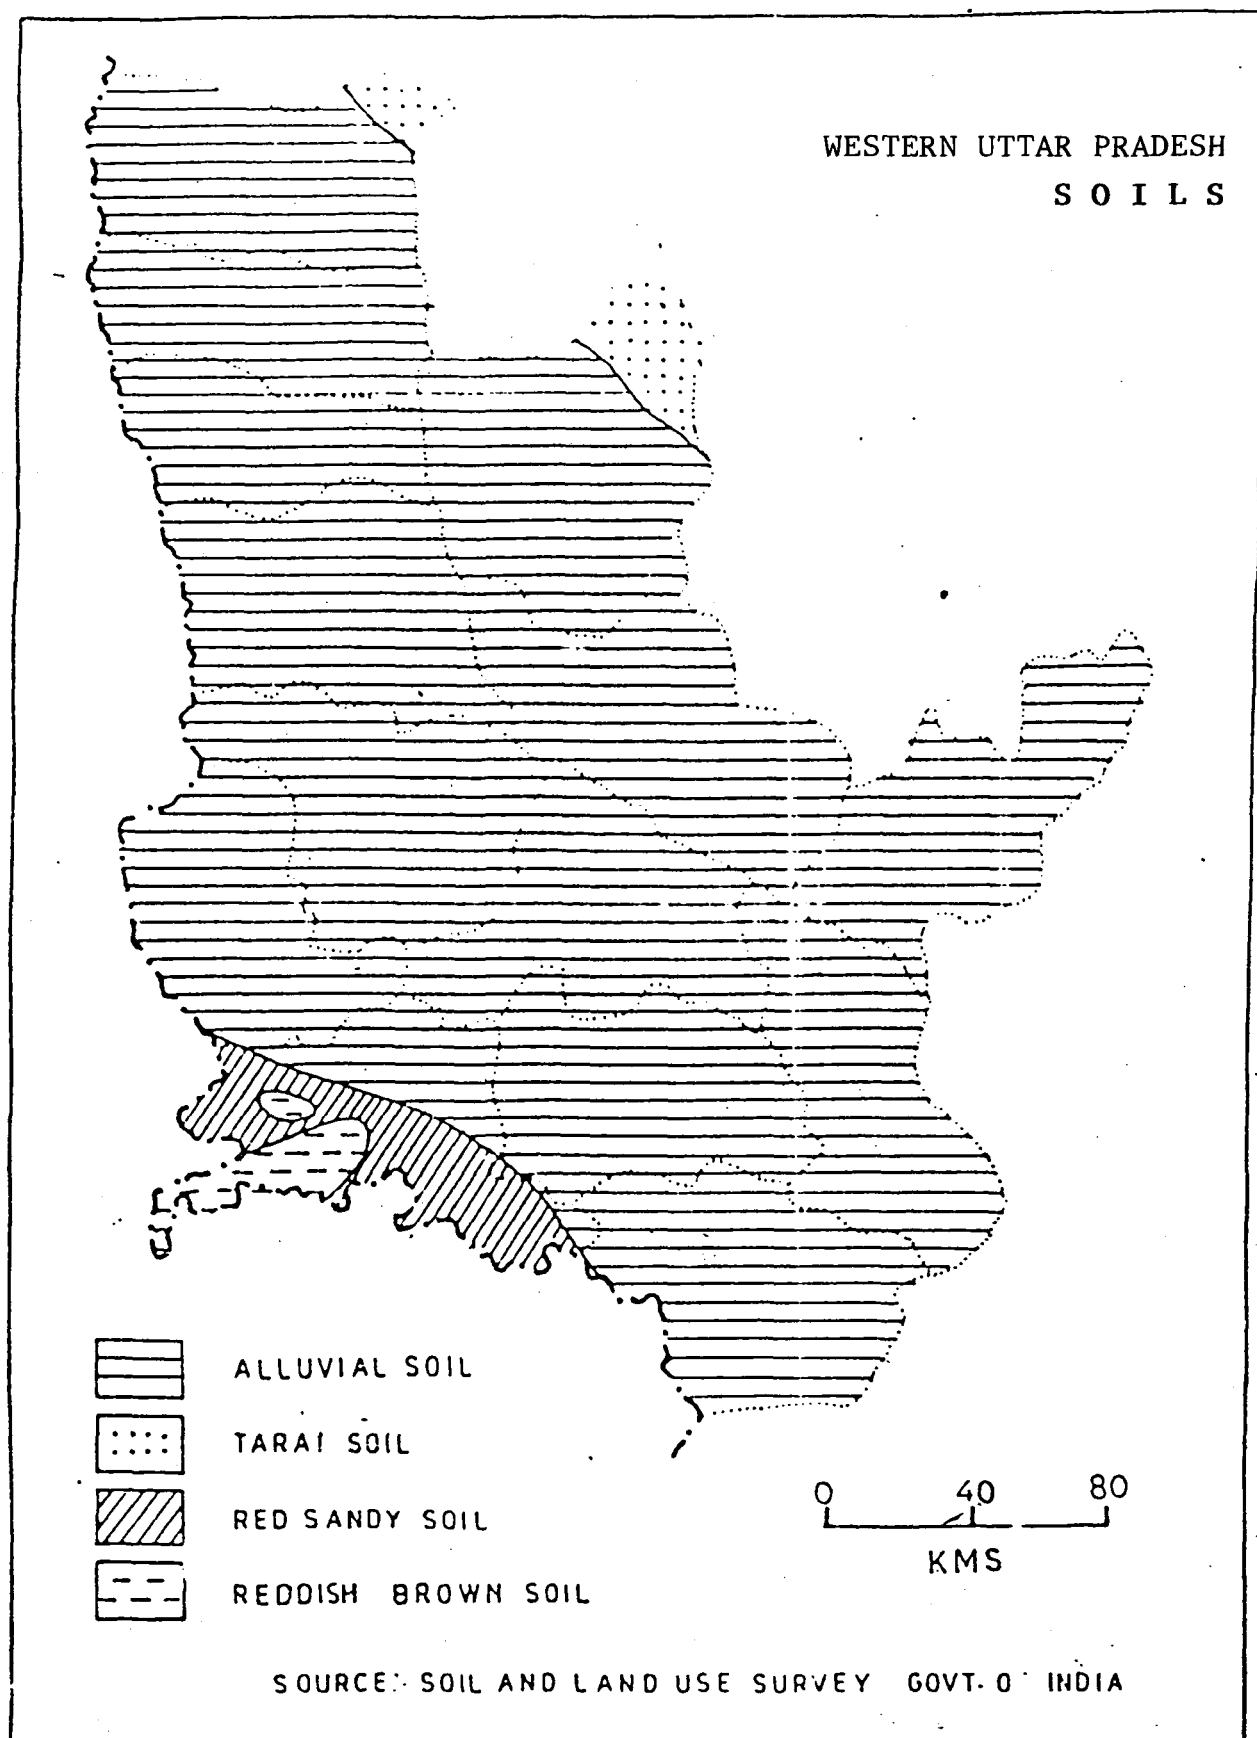 WESTERN UTTAR PRADESH
SOILS
ALLUVIAL SOIL
TARAI SOIL
RED SANDY SOIL
REDDISH BROWN SOIL
0 40 80
KMS
SOURCE: SOIL AND LAND USE SURVEY GOVT. O INDIA